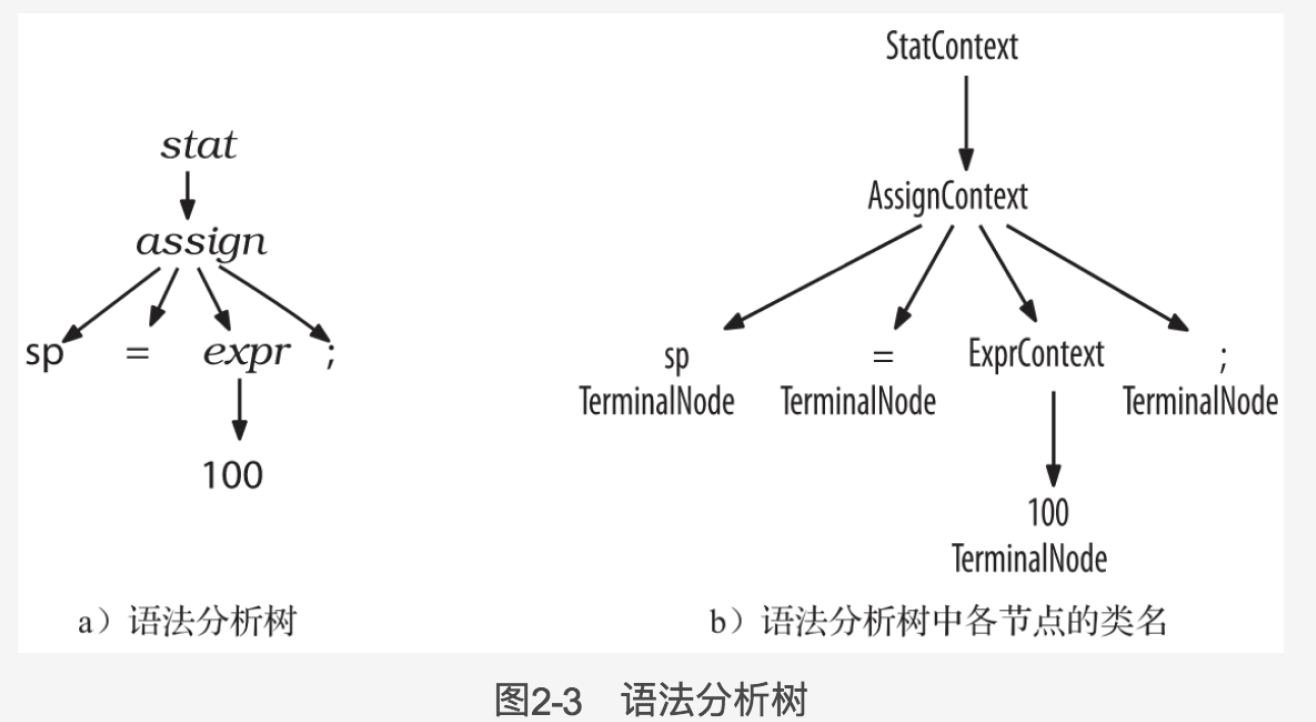 stat
assign
sp = expr ;
100
a）语法分析树
StatContext
AssignContext
sp = ExprContext ;
TerminalNode TerminalNode TerminalNode
100
TerminalNode
b）语法分析树中各节点的类名
图2-3 语法分析树